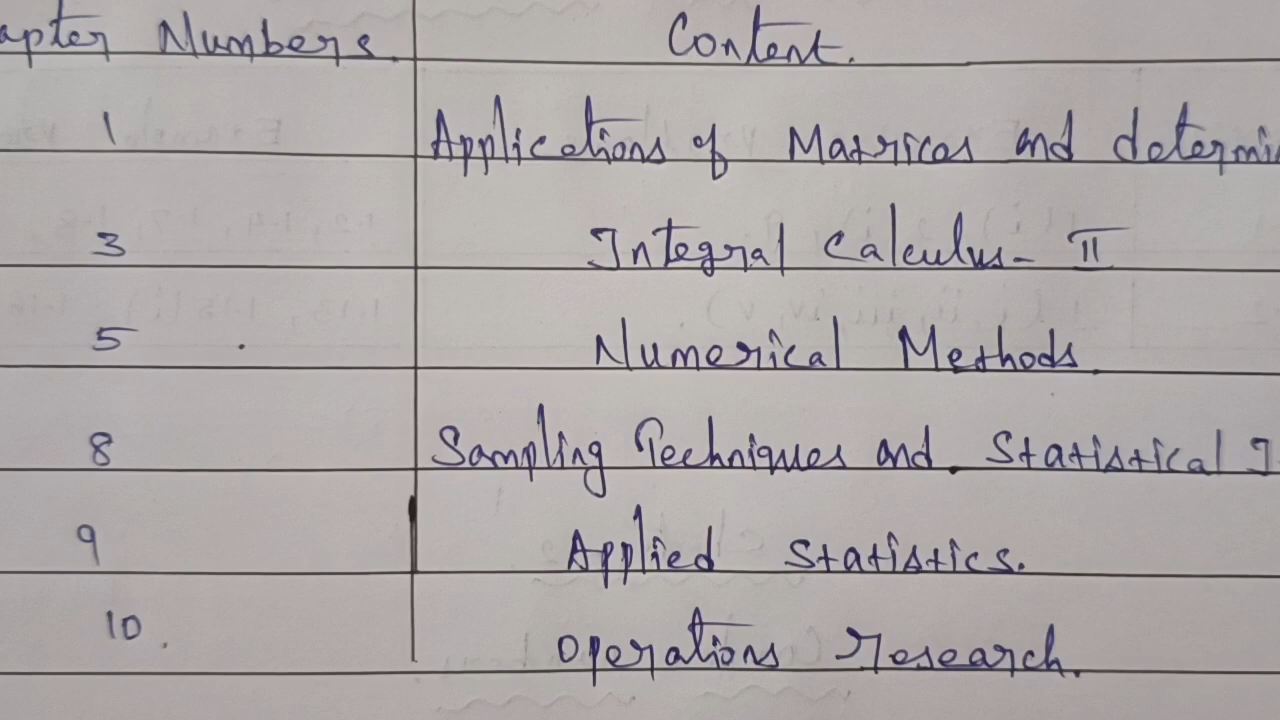 apter Numbers. Content.
1 Applications of Matrices and determi
3 Integral Calculus - II
5 Numerical Methods
8 Sampling Techniques and Statistical I
9 Applied Statistics.
10. Operations research.